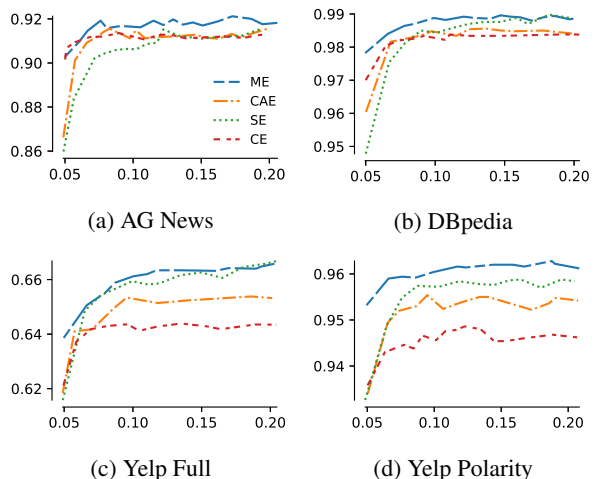 0.92
0.90
0.88
0.86
0.05 0.10 0.15 0.20
ME
CAE
SE
CE
(a) AG News
0.99
0.98
0.97
0.96
0.95
0.05 0.10 0.15 0.20
(b) DBpedia
0.66
0.64
0.62
0.05 0.10 0.15 0.20
(c) Yelp Full
0.96
0.95
0.94
0.05 0.10 0.15 0.20
(d) Yelp Polarity